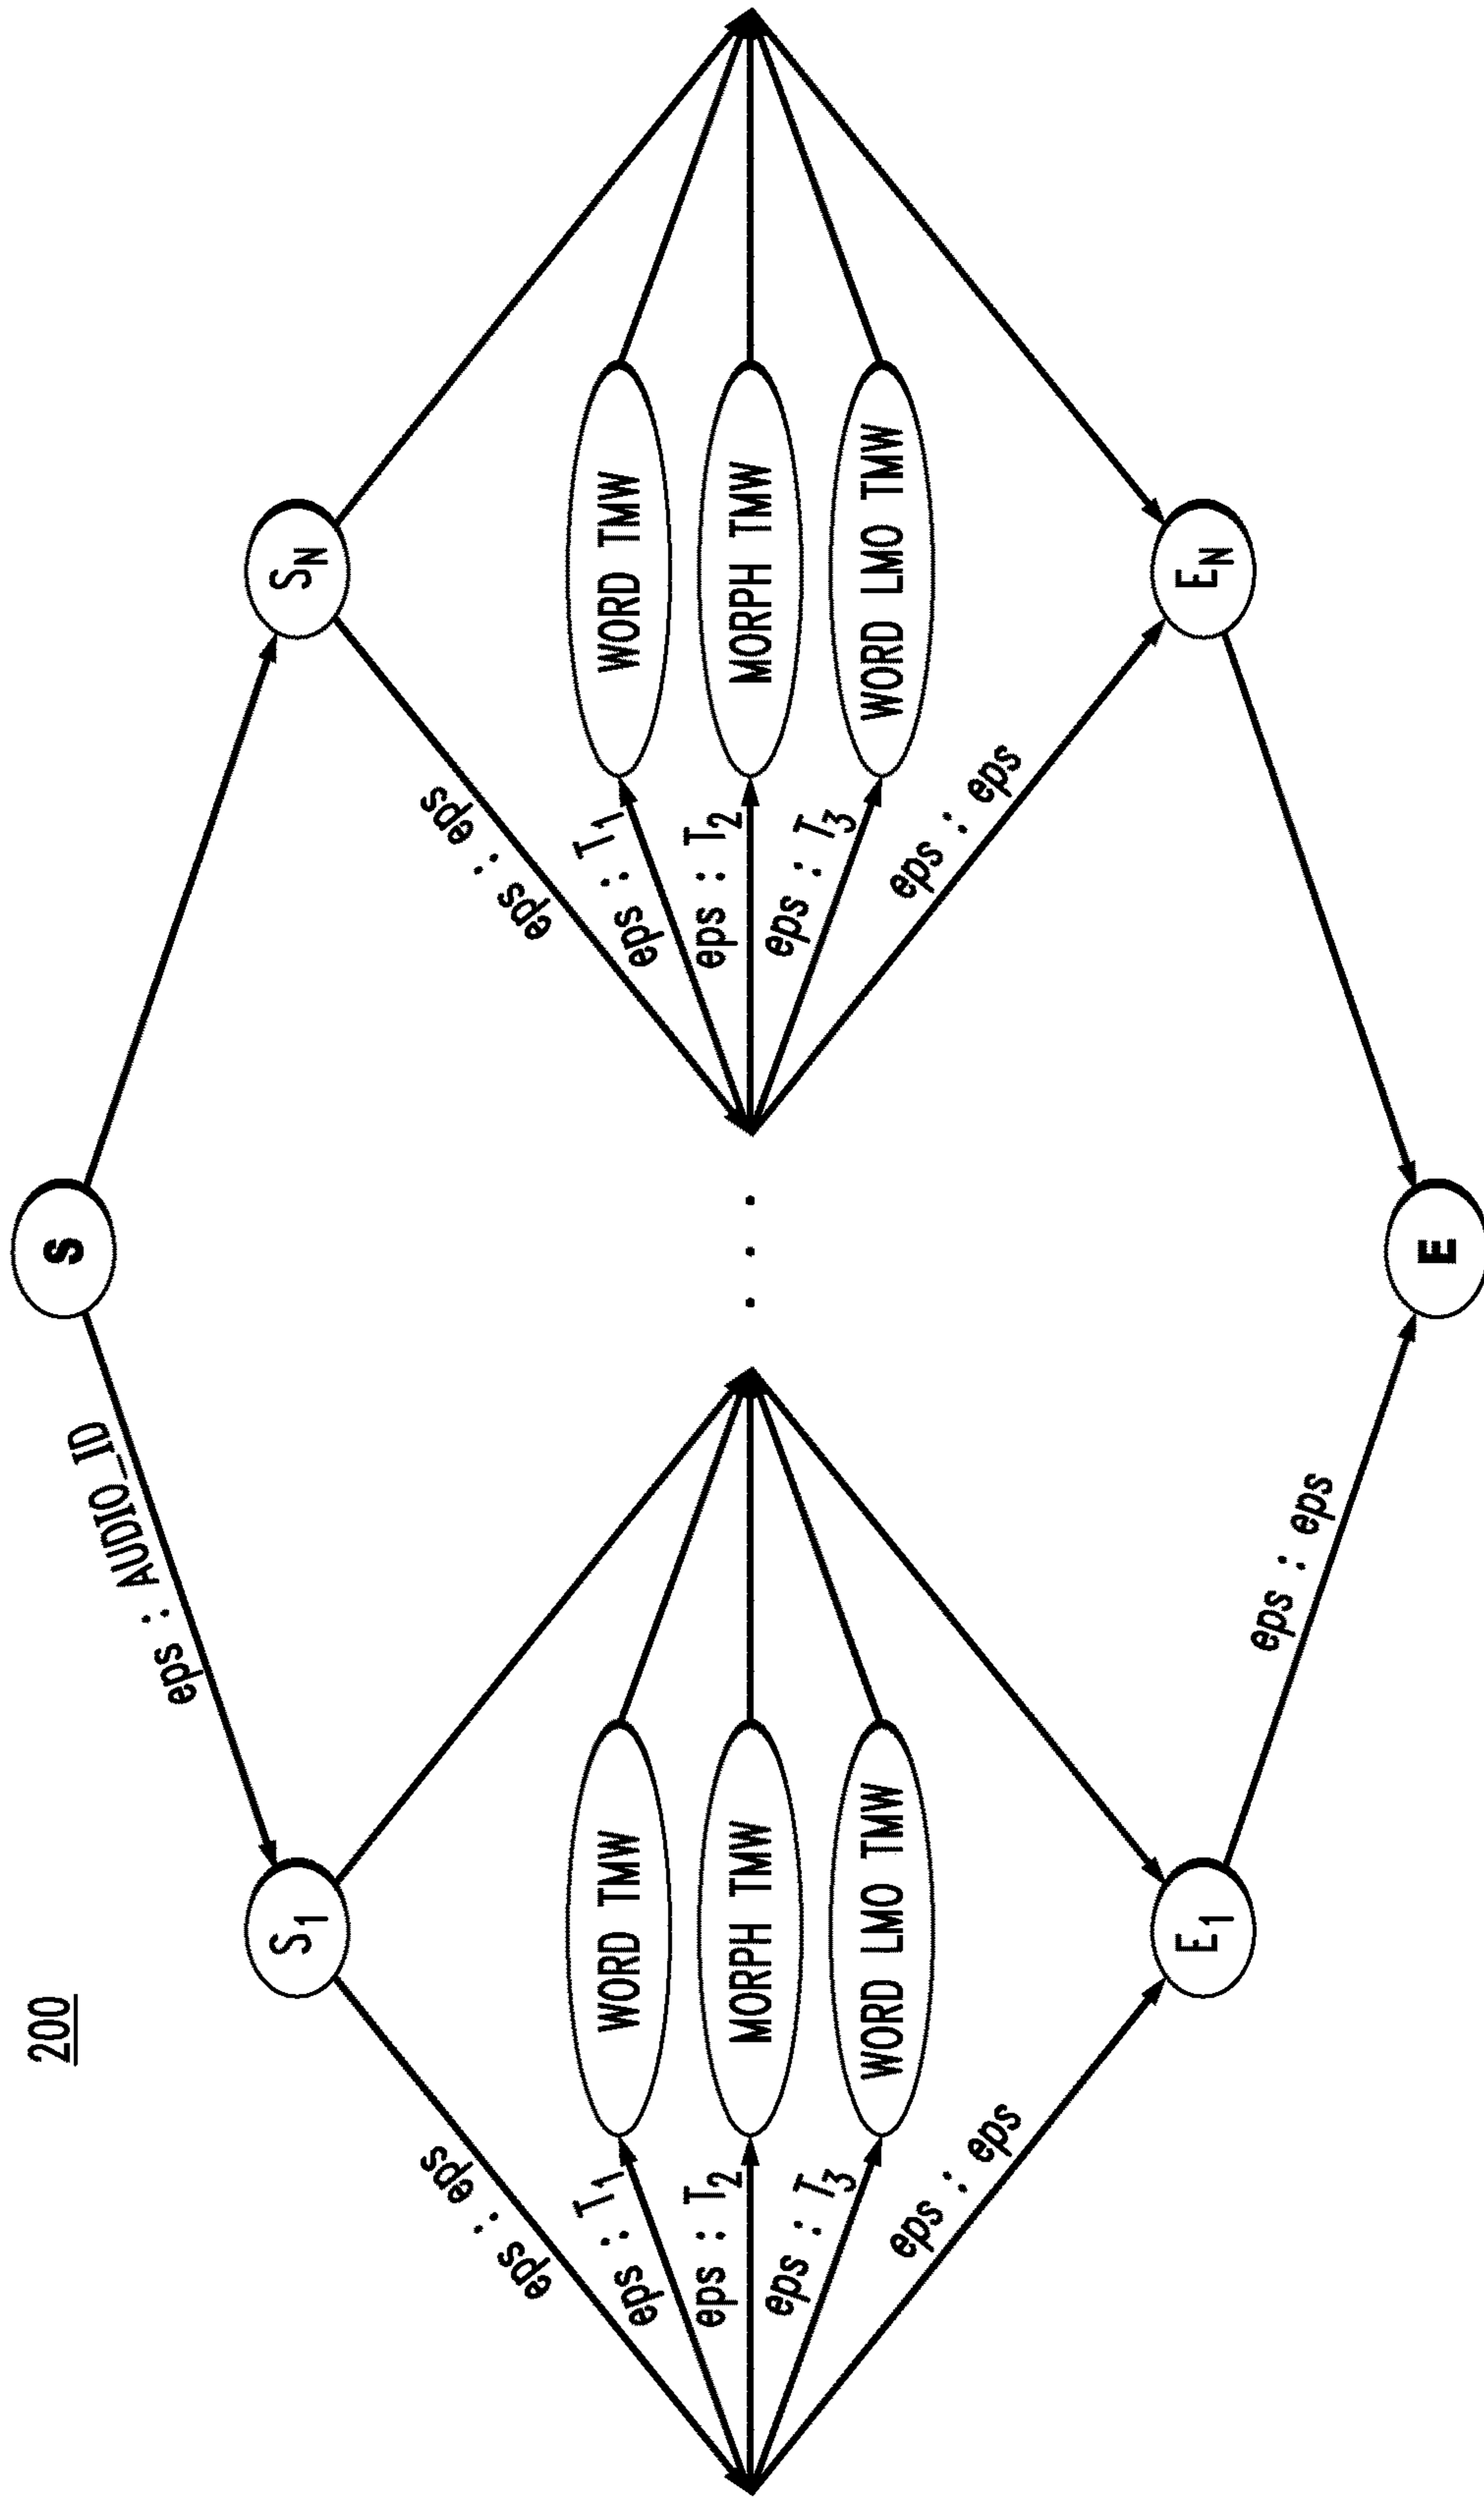 200
S
eps : AUDIO_ID
S1
SN
eps : eps
eps : eps
WORD TMW
WORD TMW
eps : T1
eps : T1
eps : T2
MORPH TMW
. . .
eps : T2
MORPH TMW
eps : T3
WORD LMO TMW
eps : T3
WORD LMO TMW
eps : eps
eps : eps
E1
EN
eps : eps
E